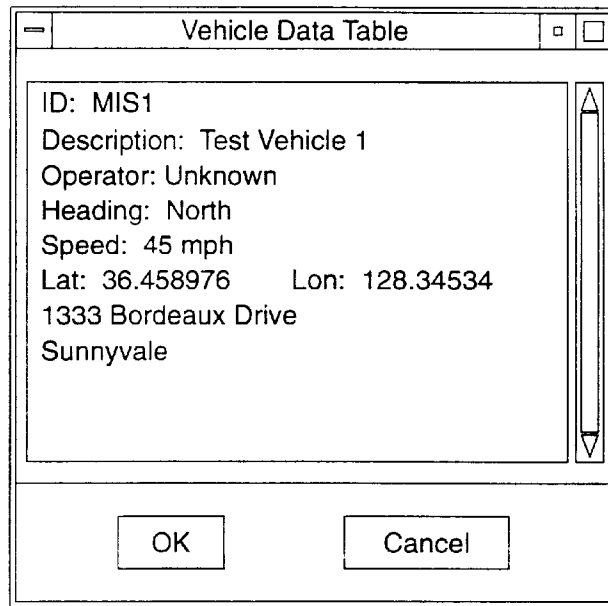 Vehicle Data Table
ID: MIS1
Description: Test Vehicle 1
Operator: Unknown
Heading: North
Speed: 45 mph
Lat: 36.458976 Lon: 128.34534
1333 Bordeaux Drive
Sunnyvale
OK Cancel